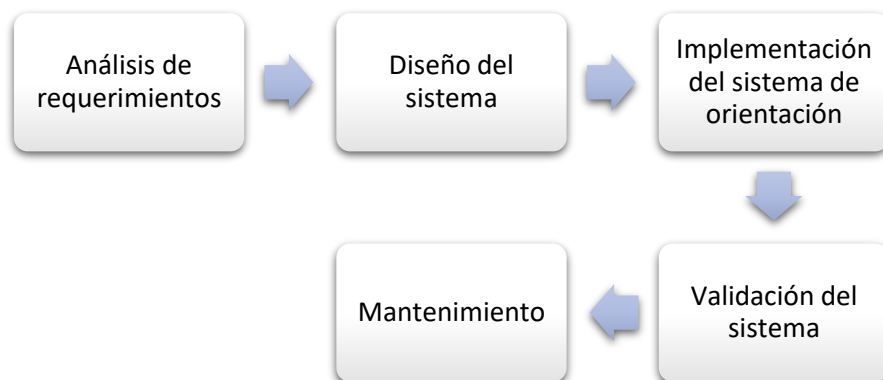 Análisis de
requerimientos
Diseño del
sistema
Implementación
del sistema de
orientación
Validación del
sistema
Mantenimiento